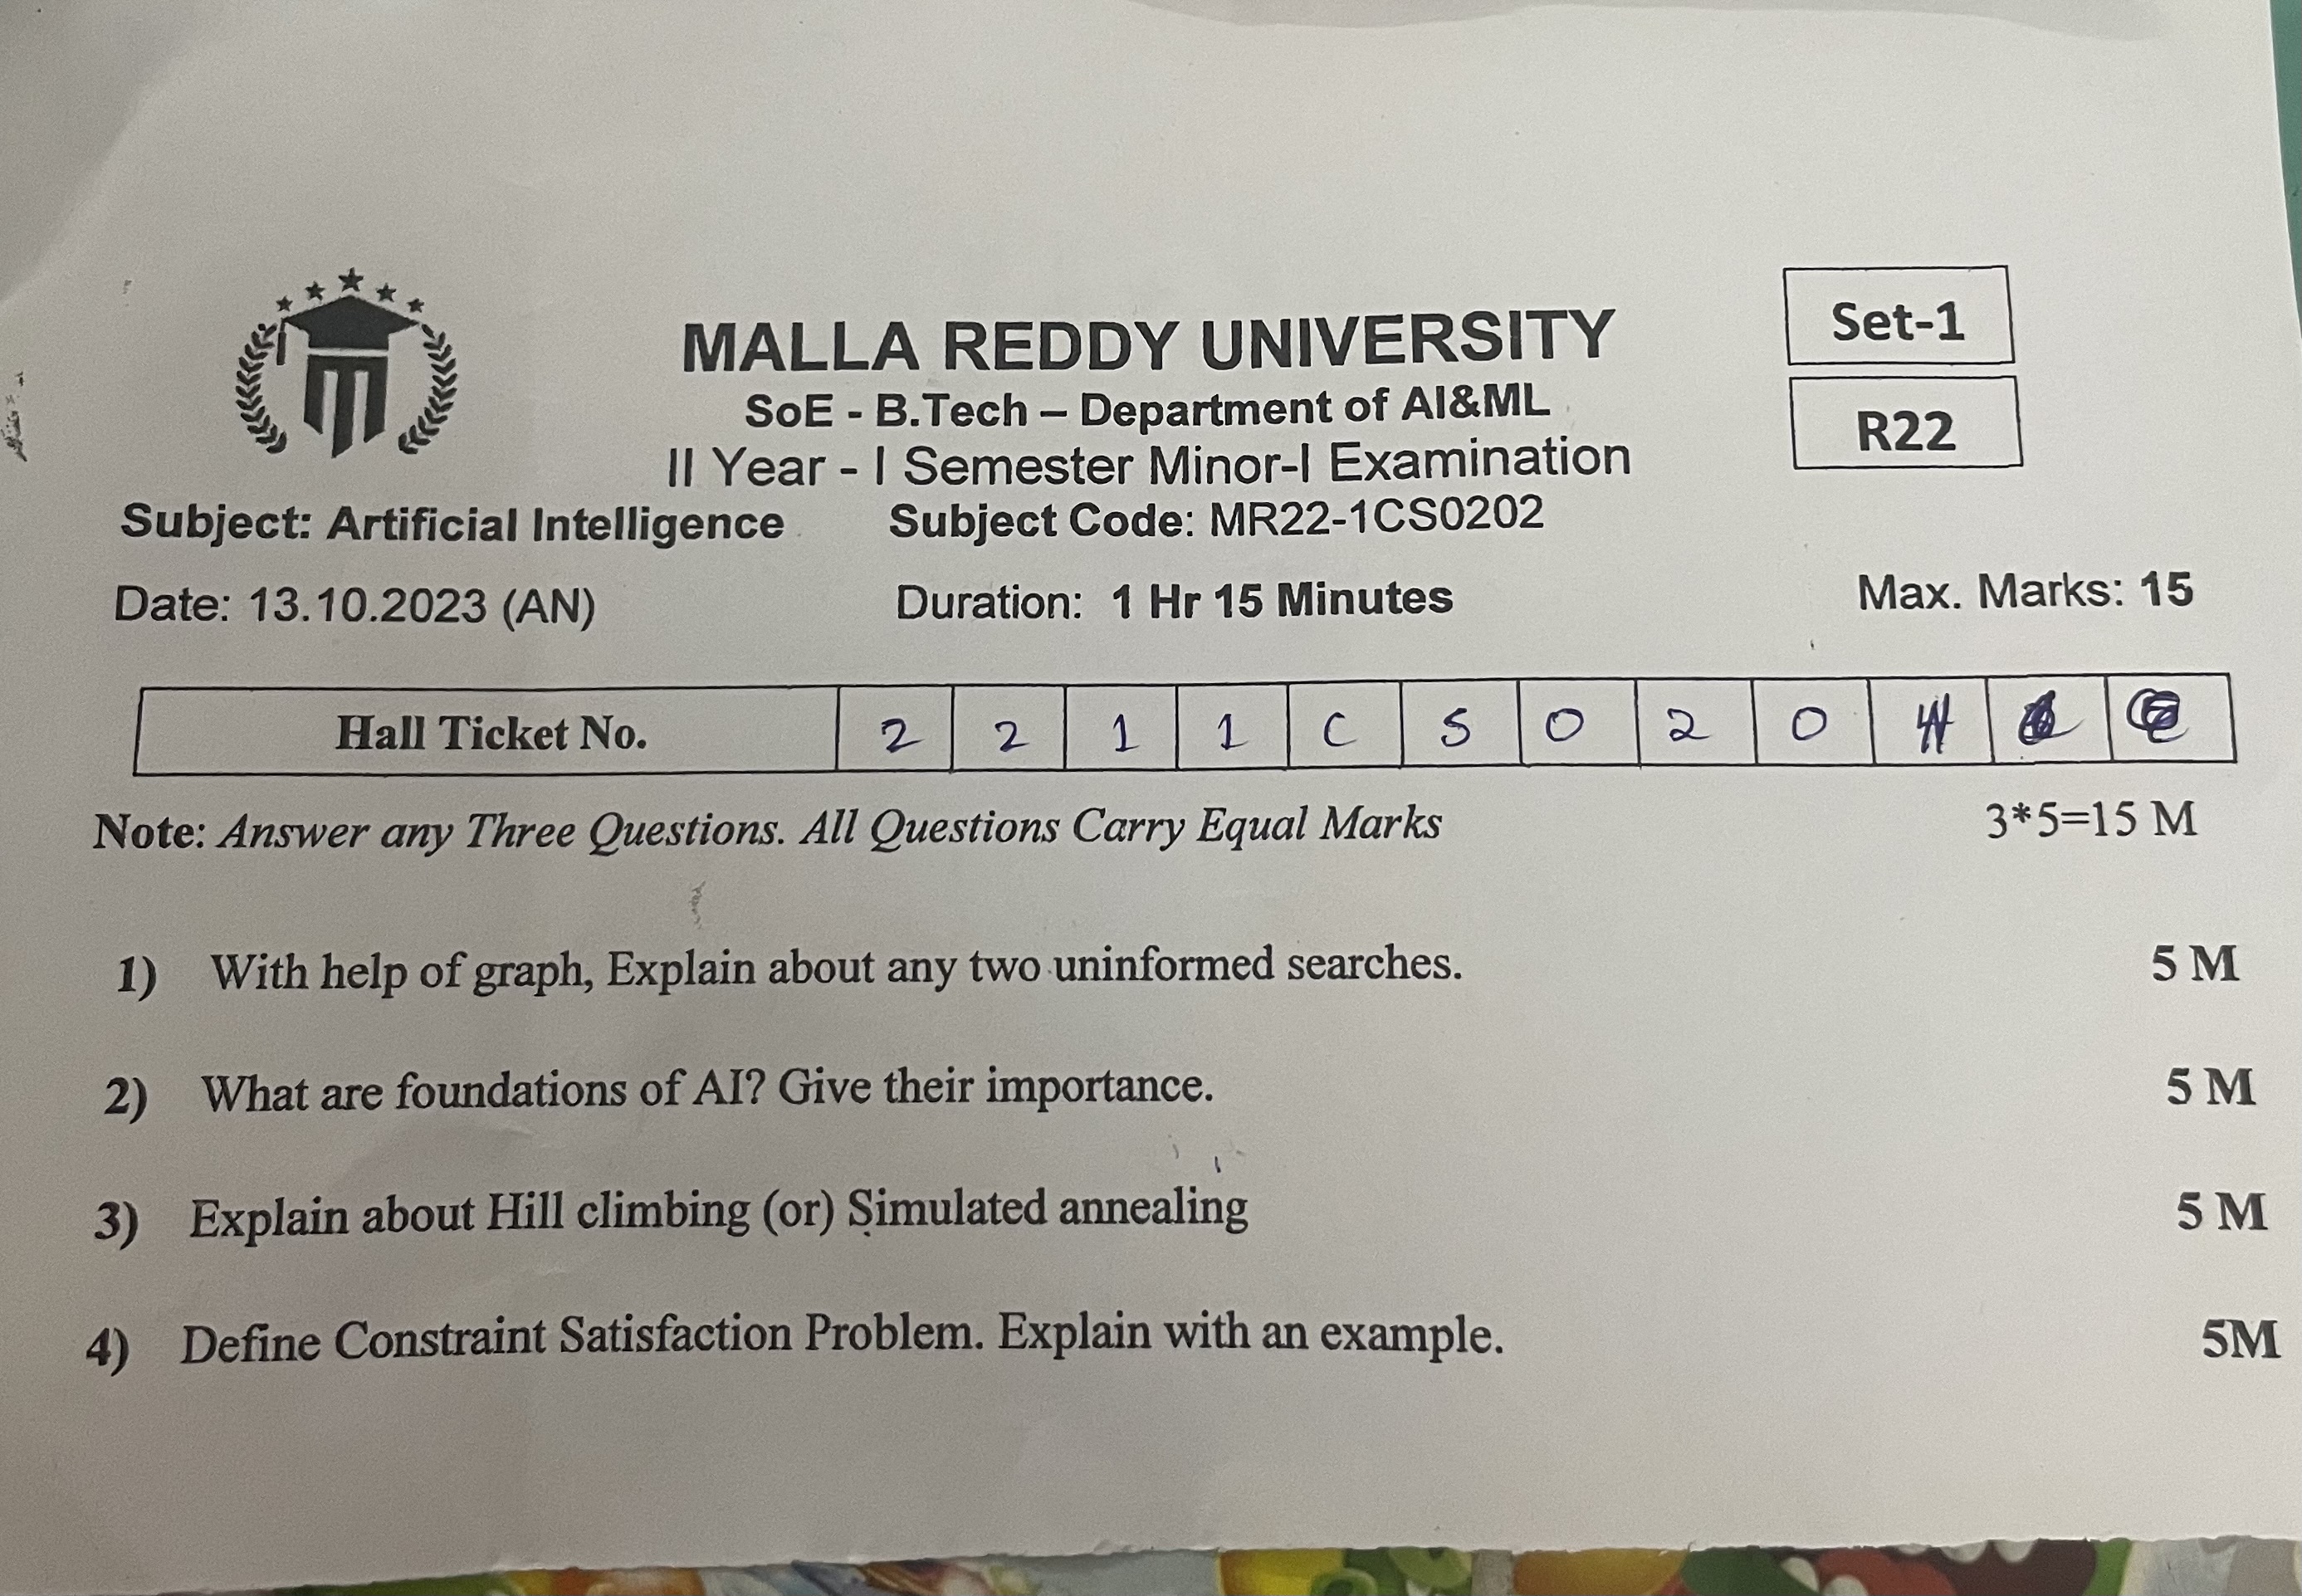 Set-1
MALLA REDDY UNIVERSITY
SoE - B.Tech – Department of AI&ML
R22
II Year - I Semester Minor-I Examination
Subject: Artificial Intelligence Subject Code: MR22-1CS0202
Date: 13.10.2023 (AN) Duration: 1 Hr 15 Minutes Max. Marks: 15
Hall Ticket No. 2 2 1 1 C S 0 2 0
Note: Answer any Three Questions. All Questions Carry Equal Marks 3*5=15 M
1) With help of graph, Explain about any two uninformed searches. 5 M
2) What are foundations of AI? Give their importance. 5 M
3) Explain about Hill climbing (or) Simulated annealing 5 M
4) Define Constraint Satisfaction Problem. Explain with an example. 5M